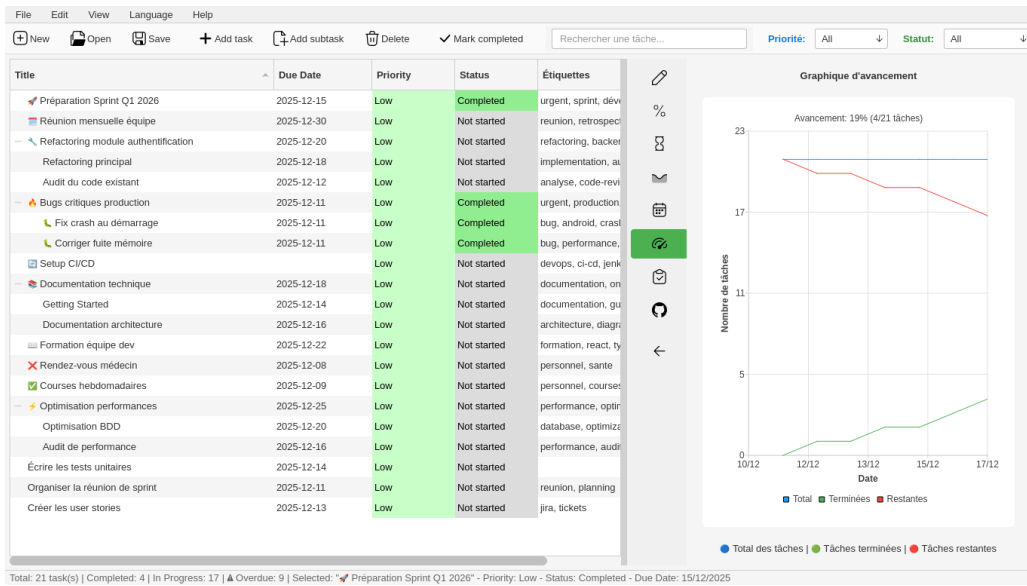 File Edit View Language Help
New Open Save Add task Add subtask Delete Mark completed Rechercher une tâche... Priorité: All Statut: All
Title Due Date Priority Status Étiquettes
🚀 Préparation Sprint Q1 2026 2025-12-15 Low Completed urgent, sprint, déve
Réunion mensuelle équipe 2025-12-30 Low Not started reunion, retrospect
🔧 Refactoring module authentification 2025-12-20 Low Not started refactoring, backen
Refactoring principal 2025-12-18 Low Not started implementation, au
Audit du code existant 2025-12-12 Low Not started analyse, code-revi
🔥 Bugs critiques production 2025-12-11 Low Completed urgent, production
🐛 Fix crash au démarrage 2025-12-11 Low Completed bug, android, crash
🐛 Corriger fuite mémoire 2025-12-11 Low Completed bug, performance,
🔄 Setup CI/CD Low Not started devops, ci-cd, jenk
📚 Documentation technique 2025-12-18 Low Not started documentation, on
Getting Started 2025-12-14 Low Not started documentation, gu
Documentation architecture 2025-12-16 Low Not started architecture, diagra
📖 Formation équipe dev 2025-12-22 Low Not started formation, react, ty
❌ Rendez-vous médecin 2025-12-08 Low Not started personnel, sante
✅ Courses hebdomadaires 2025-12-09 Low Not started personnel, courses
⚡ Optimisation performances 2025-12-25 Low Not started performance, optim
Optimisation BDD 2025-12-20 Low Not started database, optimiza
Audit de performance 2025-12-16 Low Not started performance, audi
Écrire les tests unitaires 2025-12-14 Low Not started
Organiser la réunion de sprint 2025-12-11 Low Not started reunion, planning
Créer les user stories 2025-12-13 Low Not started jira, tickets
%
Graphique d'avancement
Avancement: 19% (4/21 tâches)
23
17
11
5
0
Nombre de tâches
10/12 12/12 13/12 15/12 17/12
Date
Total Terminées Restantes
🔵 Total des tâches | 🟢 Tâches terminées | 🔴 Tâches restantes
Total: 21 task(s) | Completed: 4 | In Progress: 17 | ⚠ Overdue: 9 | Selected: "🚀 Préparation Sprint Q1 2026" - Priority: Low - Status: Completed - Due Date: 15/12/2025